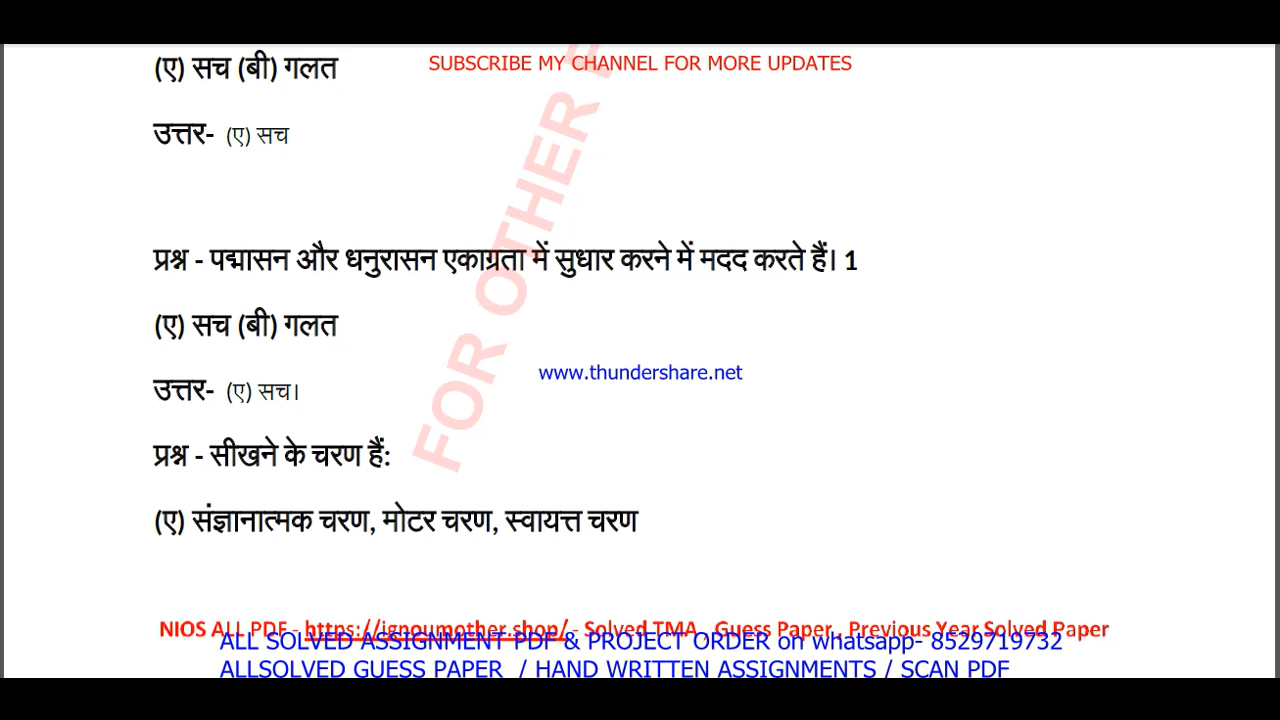 (ए) सच (बी) गलत
SUBSCRIBE MY CHANNEL FOR MORE UPDATES
उत्तर- (ए) सच
प्रश्न - पद्मासन और धनुरासन एकाग्रता में सुधार करने में मदद करते हैं। 1
(ए) सच (बी) गलत
www.thundershare.net
उत्तर- (ए) सच।
प्रश्न - सीखने के चरण हैं:
(ए) संज्ञानात्मक चरण, मोटर चरण, स्वायत्त चरण
FOR OTHER
NIOS ALL PDF - https://ignoumother.shop/ - Solved TMA , Guess Paper , Previous Year Solved Paper
ALL SOLVED ASSIGNMENT PDF & PROJECT ORDER on whatsapp- 8529719732
ALLSOLVED GUESS PAPER / HAND WRITTEN ASSIGNMENTS / SCAN PDF